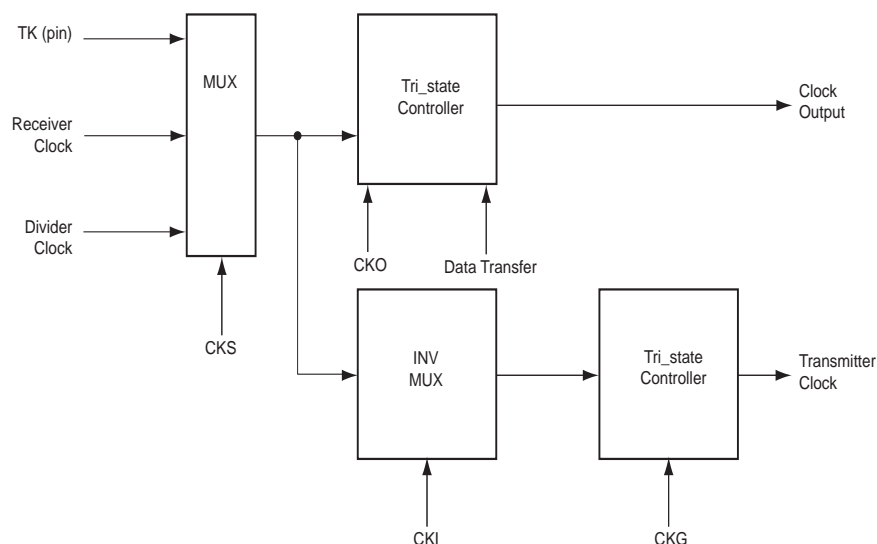 TK (pin)
MUX
Tri_state
Controller
Clock
Output
Receiver
Clock
Divider
Clock
CKO
Data Transfer
CKS
INV
MUX
Tri_state
Controller
Transmitter
Clock
CKI
CKG